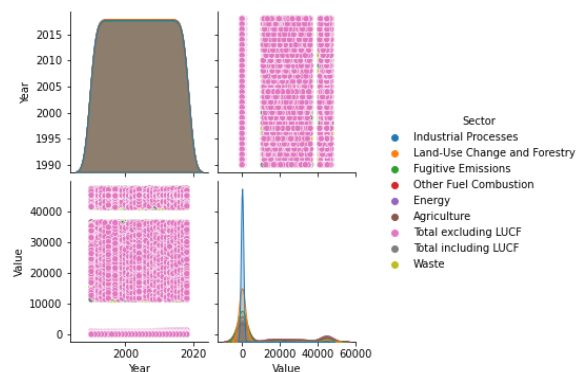 2015
2010
2005
2000
1995
1990
Year
Sector
Industrial Processes
Land-Use Change and Forestry
Fugitive Emissions
Other Fuel Combustion
Energy
Agriculture
Total excluding LUCF
Total including LUCF
Waste
40000
30000
20000
10000
0
Value
2000 2020
Year
0 20000 40000 60000
Value